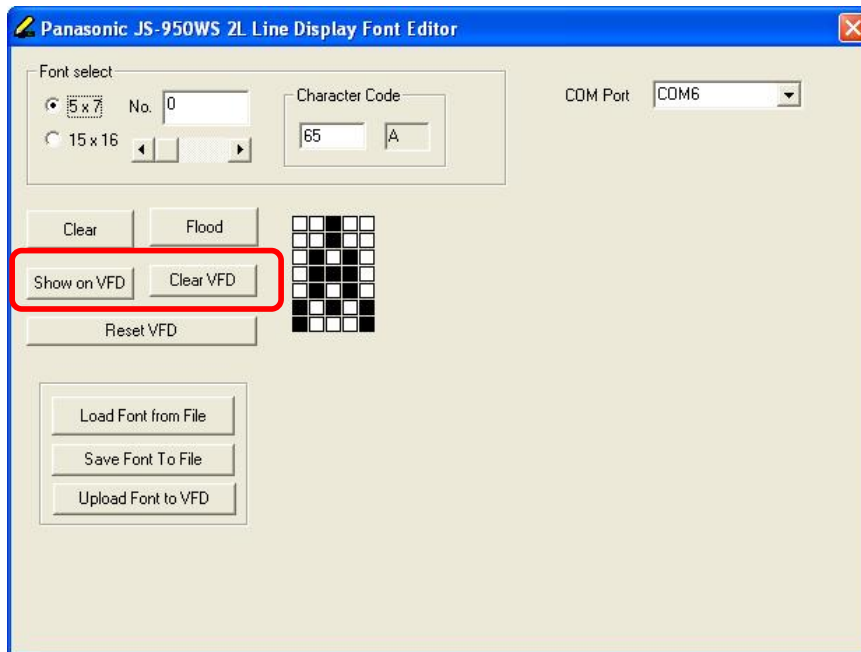 Panasonic JS-950WS 2L Line Display Font Editor
Font select
5 x 7 No. 0
15 x 16
Character Code
65 A
COM Port COM6
Clear Flood
Show on VFD Clear VFD
Reset VFD
Load Font from File
Save Font To File
Upload Font to VFD